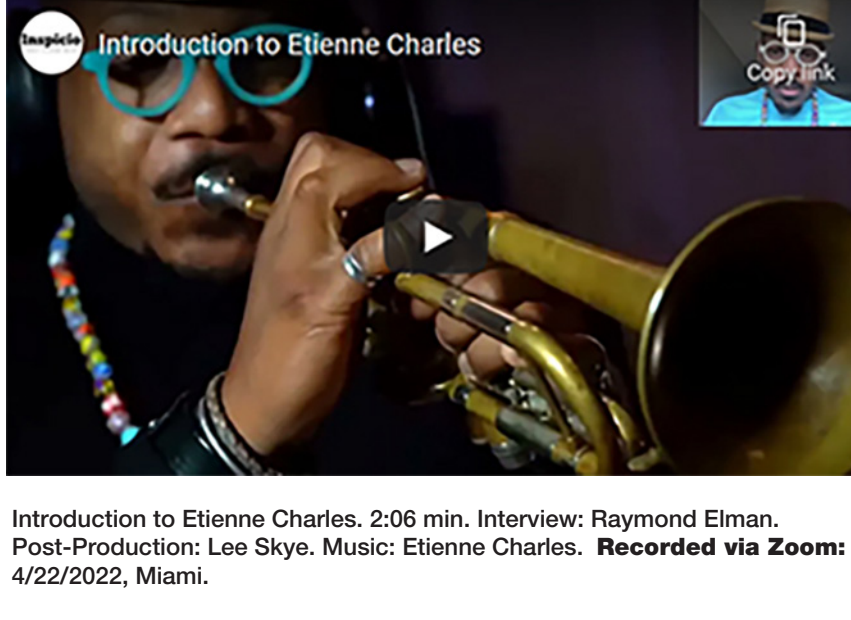 Inspicio
Introduction to Etienne Charles
Copy link
Introduction to Etienne Charles. 2:06 min. Interview: Raymond Elman.
Post-Production: Lee Skye. Music: Etienne Charles. Recorded via Zoom:
4/22/2022, Miami.